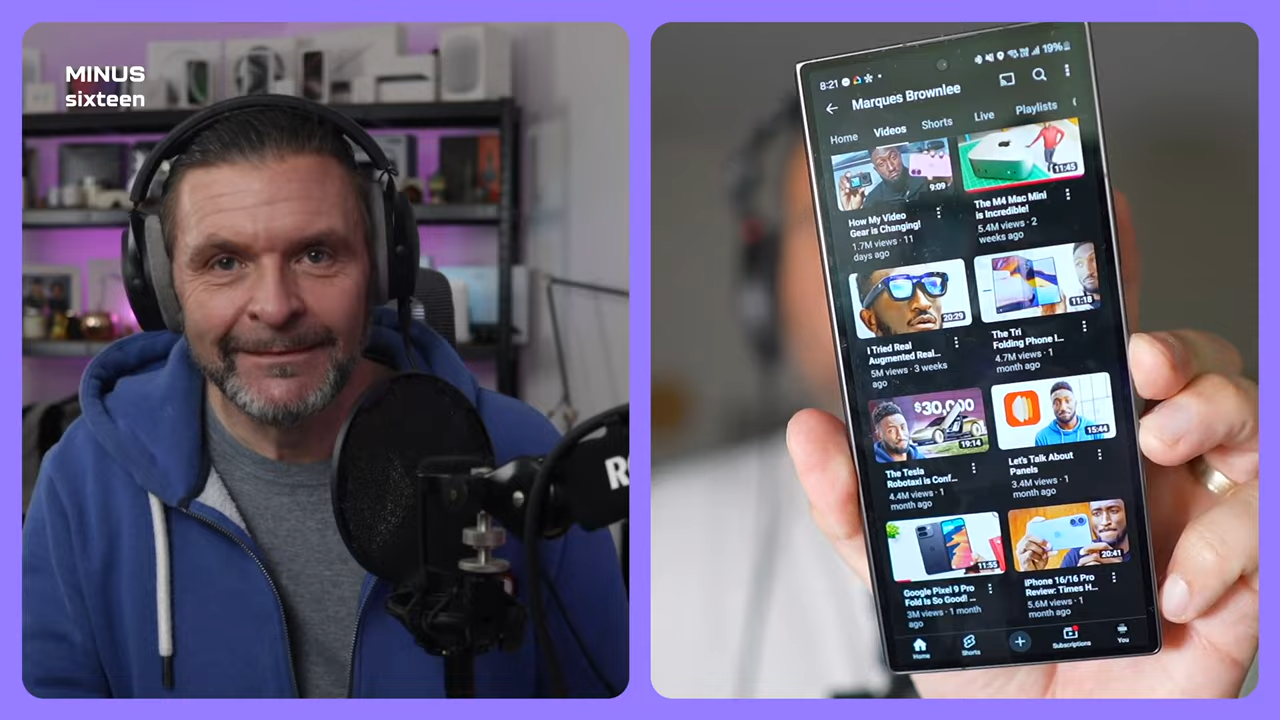 MINUS
sixteen
8:21
19%
Marques Brownlee
Home Videos Shorts Live Playlists
9:09
How My Video
Gear is Changing!
1.7M views · 11
days ago
11:45
The M4 Mac Mini
is Incredible!
5.4M views · 2
weeks ago
20:29
I Tried Real
Augmented Real...
5M views · 3 weeks
ago
11:18
The Tri
Folding Phone I...
4.7M views · 1
month ago
$30,000
19:14
The Tesla
Robotaxi is Conf...
4.4M views · 1
month ago
15:44
Let's Talk About
Panels
3.4M views · 1
month ago
11:55
Google Pixel 9 Pro
Fold Is So Good! ...
3M views · 1 month
ago
20:41
iPhone 16/16 Pro
Review: Times H...
5.6M views · 1
month ago
Home Shorts Subscriptions You